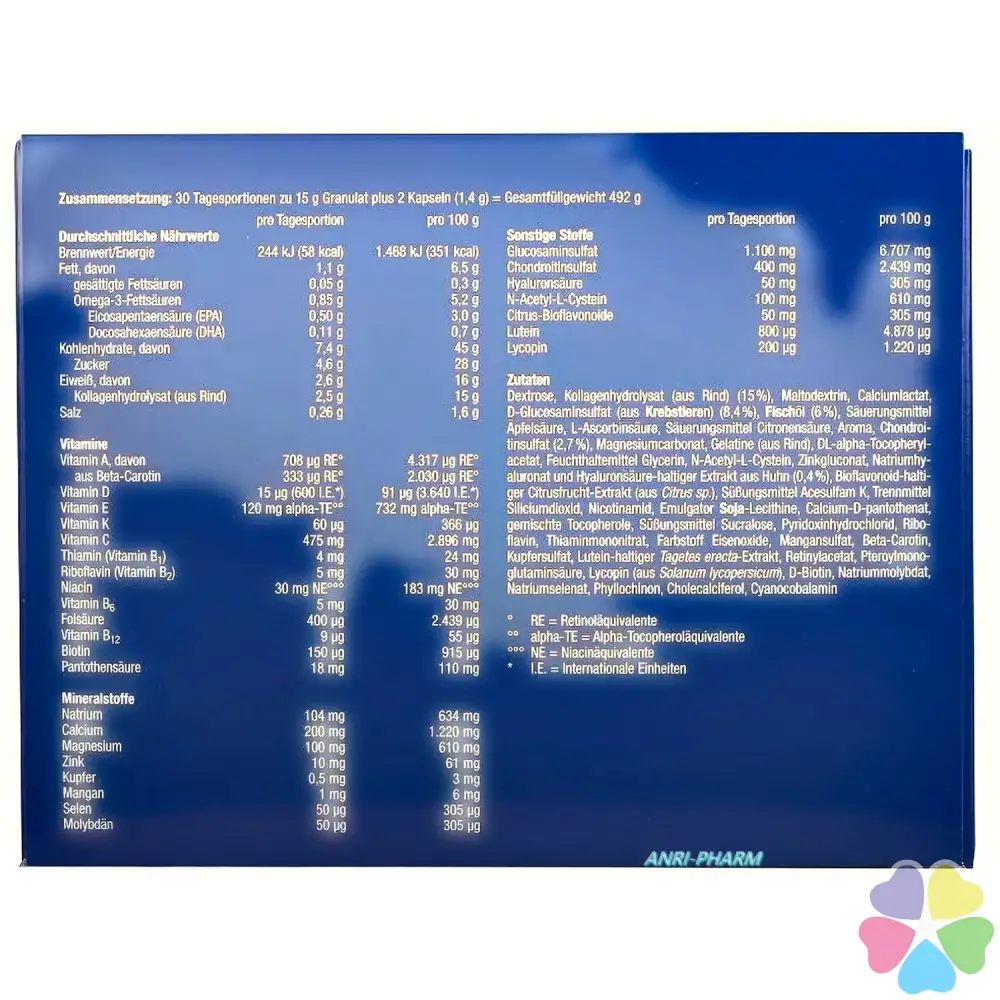 Zusammensetzung: 30 Tagesportionen zu 15 g Granulat plus 2 Kapseln (1,4 g) = Gesamtfüllgewicht 492 g
pro Tagesportion pro 100 g
Durchschnittliche Nährwerte
Brennwert/Energie 244 kJ (58 kcal) 1.468 kJ (351 kcal)
Fett, davon 1,1 g 6,5 g
gesättigte Fettsäuren 0,05 g 0,3 g
Omega-3-Fettsäuren 0,85 g 5,2 g
Eicosapentaensäure (EPA) 0,50 g 3,0 g
Docosahexaensäure (DHA) 0,11 g 0,7 g
Kohlenhydrate, davon 7,4 g 45 g
Zucker 4,6 g 28 g
Eiweiß, davon 2,6 g 16 g
Kollagenhydrolysat (aus Rind) 2,5 g 15 g
Salz 0,26 g 1,6 g
Vitamine
Vitamin A, davon 708 µg RE° 4.317 µg RE°
aus Beta-Carotin 333 µg RE° 2.030 µg RE°
Vitamin D 15 µg (600 I.E.*) 91 µg (3.640 I.E.*)
Vitamin E 120 mg alpha-TE°° 732 mg alpha-TE°°
Vitamin K 60 µg 366 µg
Vitamin C 475 mg 2.896 mg
Thiamin (Vitamin B1) 4 mg 24 mg
Riboflavin (Vitamin B2) 5 mg 30 mg
Niacin 30 mg NE°°° 183 mg NE°°°
Vitamin B6 5 mg 30 mg
Folsäure 400 µg 2.439 µg
Vitamin B12 9 µg 55 µg
Biotin 150 µg 915 µg
Pantothensäure 18 mg 110 mg
Mineralstoffe
Natrium 104 mg 634 mg
Calcium 200 mg 1.220 mg
Magnesium 100 mg 610 mg
Zink 10 mg 61 mg
Kupfer 0,5 mg 3 mg
Mangan 1 mg 6 mg
Selen 50 µg 305 µg
Molybdän 50 µg 305 µg
pro Tagesportion pro 100 g
Sonstige Stoffe
Glucosaminsulfat 1.100 mg 6.707 mg
Chondroitinsulfat 400 mg 2.439 mg
Hyaluronsäure 50 mg 305 mg
N-Acetyl-L-Cystein 100 mg 610 mg
Citrus-Bioflavonoide 50 mg 305 mg
Lutein 800 µg 4.878 µg
Lycopin 200 µg 1.220 µg
Zutaten
Dextrose, Kollagenhydrolysat (aus Rind) (15%), Maltodextrin, Calciumlactat,
D-Glucosaminsulfat (aus Krebstieren) (8,4%), Fischöl (6%), Säuerungsmittel
Äpfelsäure, L-Ascorbinsäure, Säuerungsmittel Citronensäure, Aroma, Chondroi-
tinsulfat (2,7%), Magnesiumcarbonat, Gelatine (aus Rind), DL-alpha-Tocopheryl-
acetat, Feuchthaltemittel Glycerin, N-Acetyl-L-Cystein, Zinkgluconat, Natriumhy-
aluronat und Hyaluronsäure-haltiger Extrakt aus Huhn (0,4%), Bioflavonoid-halti-
ger Citrusfrucht-Extrakt (aus Citrus sp.), Süßungsmittel Acesulfam K, Trennmittel
Siliciumdioxid, Nicotinamid, Emulgator Soja-Lecithine, Calcium-D-pantothenat,
gemischte Tocopherole, Süßungsmittel Sucralose, Pyridoxinhydrochlorid, Ribo-
flavin, Thiaminmononitrat, Farbstoff Eisenoxide, Mangansulfat, Beta-Carotin,
Kupfersulfat, Lutein-haltiger Tagetes erecta-Extrakt, Retinylacetat, Pteroylmono-
glutaminsäure, Lycopin (aus Solanum lycopersicum), D-Biotin, Natriummolybdat,
Natriumselenat, Phyllochinon, Cholecalciferol, Cyanocobalamin
° RE = Retinoläquivalente
°° alpha-TE = Alpha-Tocopheroläquivalente
°°° NE = Niacinäquivalente
* I.E. = Internationale Einheiten
ANRI-PHARM